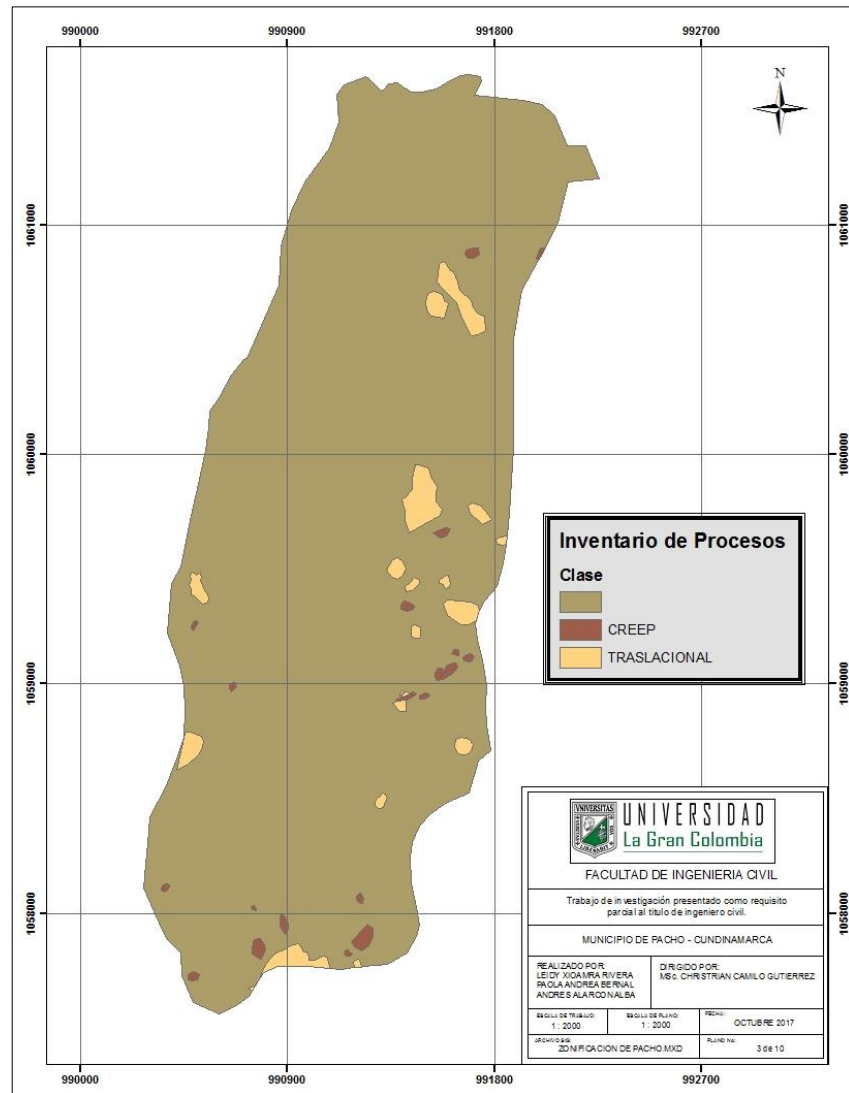 990000 990900 991800 992700
N
1061000 1061000
1060000 1060000
Inventario de Procesos
Clase
CREEP
TRASLACIONAL
1059000 1059000
UNIVERSITAS
UNIVERSIDAD
La Gran Colombia
FACULTAD DE INGENIERIA CIVIL
Trabajo de investigación presentado como requisito
parcial al titulo de ingeniero civil.
1058000 1058000
MUNICIPIO DE PACHO - CUNDINAMARCA
REALIZADO POR:
LEIDY XIOAMRA RIVERA
PAOLA ANDREA BERNAL
ANDRES ALARCON ALBA
DIRIGIDO POR:
MSc. CHRISTRIAN CAMILO GUTIERREZ
ESCALA DE TRABAJO:
1 : 2000
ESCALA DE PLANO:
1 : 2000
FECHA:
OCTUBRE 2017
ARCHIVO SIG:
ZONIFICACION DE PACHO.MXD
PLANO No:
3 de 10
990000 990900 991800 992700